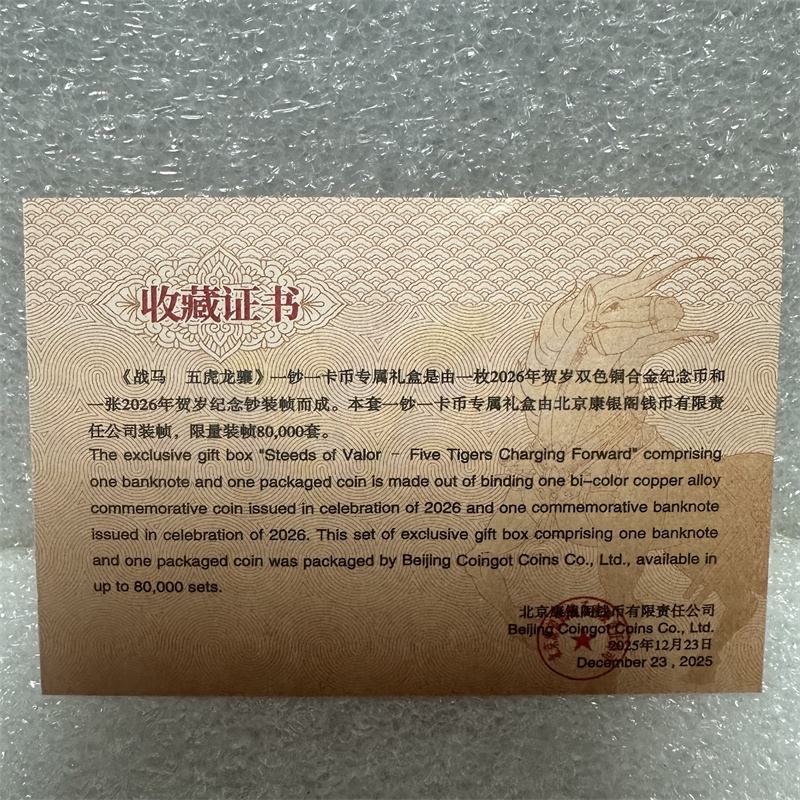 收藏证书
《战马　五虎龙骧》一钞一卡币专属礼盒是由一枚2026年贺岁双色铜合金纪念币和
一张2026年贺岁纪念钞装帧而成。本套一钞一卡币专属礼盒由北京康银阁钱币有限责
任公司装帧，限量装帧80,000套。
The exclusive gift box "Steeds of Valor – Five Tigers Charging Forward" comprising
one banknote and one packaged coin is made out of binding one bi-color copper alloy
commemorative coin issued in celebration of 2026 and one commemorative banknote
issued in celebration of 2026. This set of exclusive gift box comprising one banknote
and one packaged coin was packaged by Beijing Coingot Coins Co., Ltd., available in
up to 80,000 sets.
北京康银阁钱币有限责任公司
Beijing Coingot Coins Co., Ltd.
2025年12月23日
December 23 , 2025